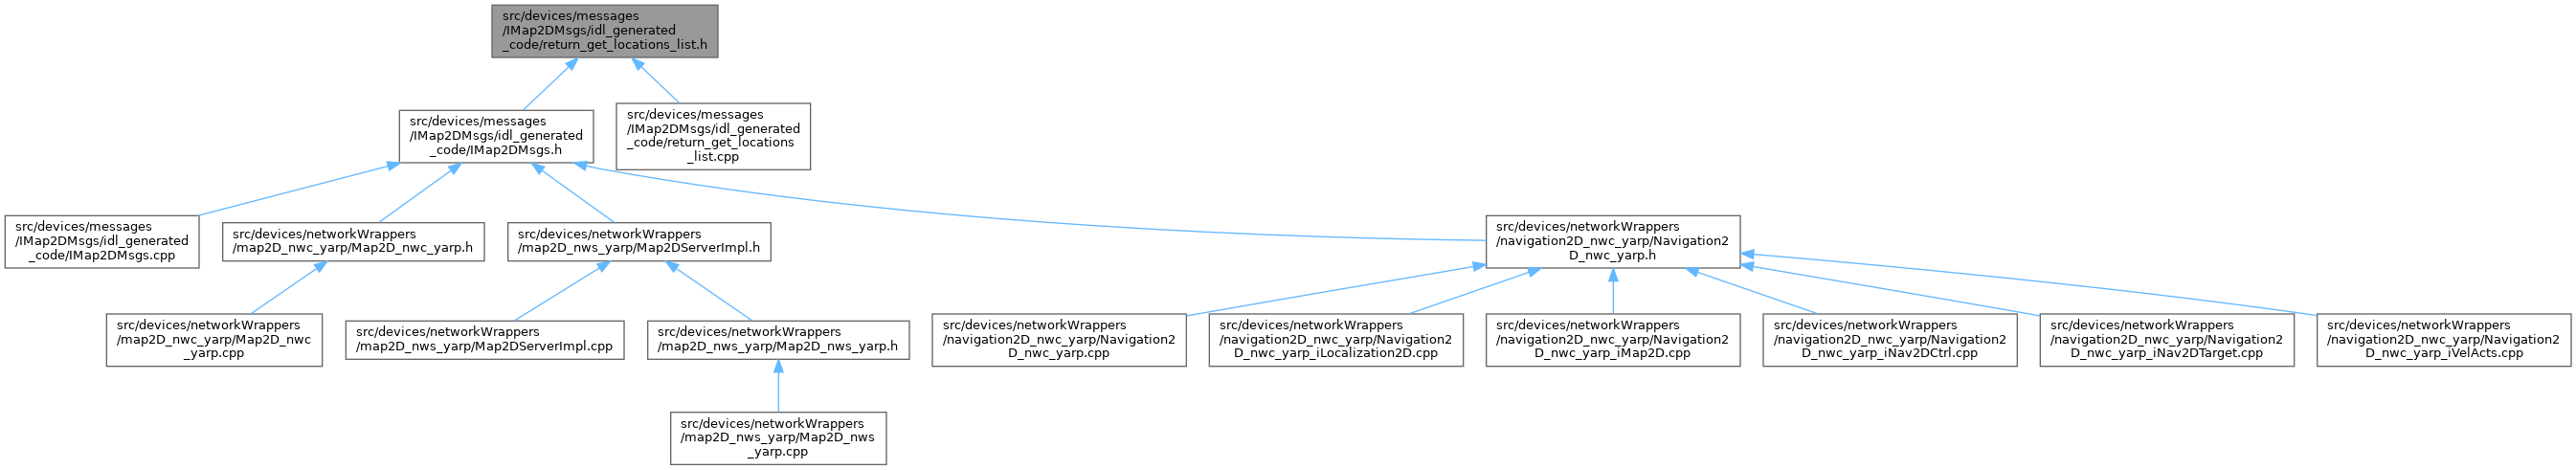 src/devices/messages
/IMap2DMsgs/idl_generated
_code/return_get_locations_list.h
src/devices/messages
/IMap2DMsgs/idl_generated
_code/IMap2DMsgs.h
src/devices/messages
/IMap2DMsgs/idl_generated
_code/return_get_locations
_list.cpp
src/devices/messages
/IMap2DMsgs/idl_generated
_code/IMap2DMsgs.cpp
src/devices/networkWrappers
/map2D_nwc_yarp/Map2D_nwc_yarp.h
src/devices/networkWrappers
/map2D_nws_yarp/Map2DServerImpl.h
src/devices/networkWrappers
/navigation2D_nwc_yarp/Navigation2
D_nwc_yarp.h
src/devices/networkWrappers
/map2D_nwc_yarp/Map2D_nwc
_yarp.cpp
src/devices/networkWrappers
/map2D_nws_yarp/Map2DServerImpl.cpp
src/devices/networkWrappers
/map2D_nws_yarp/Map2D_nws_yarp.h
src/devices/networkWrappers
/navigation2D_nwc_yarp/Navigation2
D_nwc_yarp.cpp
src/devices/networkWrappers
/navigation2D_nwc_yarp/Navigation2
D_nwc_yarp_iLocalization2D.cpp
src/devices/networkWrappers
/navigation2D_nwc_yarp/Navigation2
D_nwc_yarp_iMap2D.cpp
src/devices/networkWrappers
/navigation2D_nwc_yarp/Navigation2
D_nwc_yarp_iNav2DCtrl.cpp
src/devices/networkWrappers
/navigation2D_nwc_yarp/Navigation2
D_nwc_yarp_iNav2DTarget.cpp
src/devices/networkWrappers
/navigation2D_nwc_yarp/Navigation2
D_nwc_yarp_iVelActs.cpp
src/devices/networkWrappers
/map2D_nws_yarp/Map2D_nws
_yarp.cpp